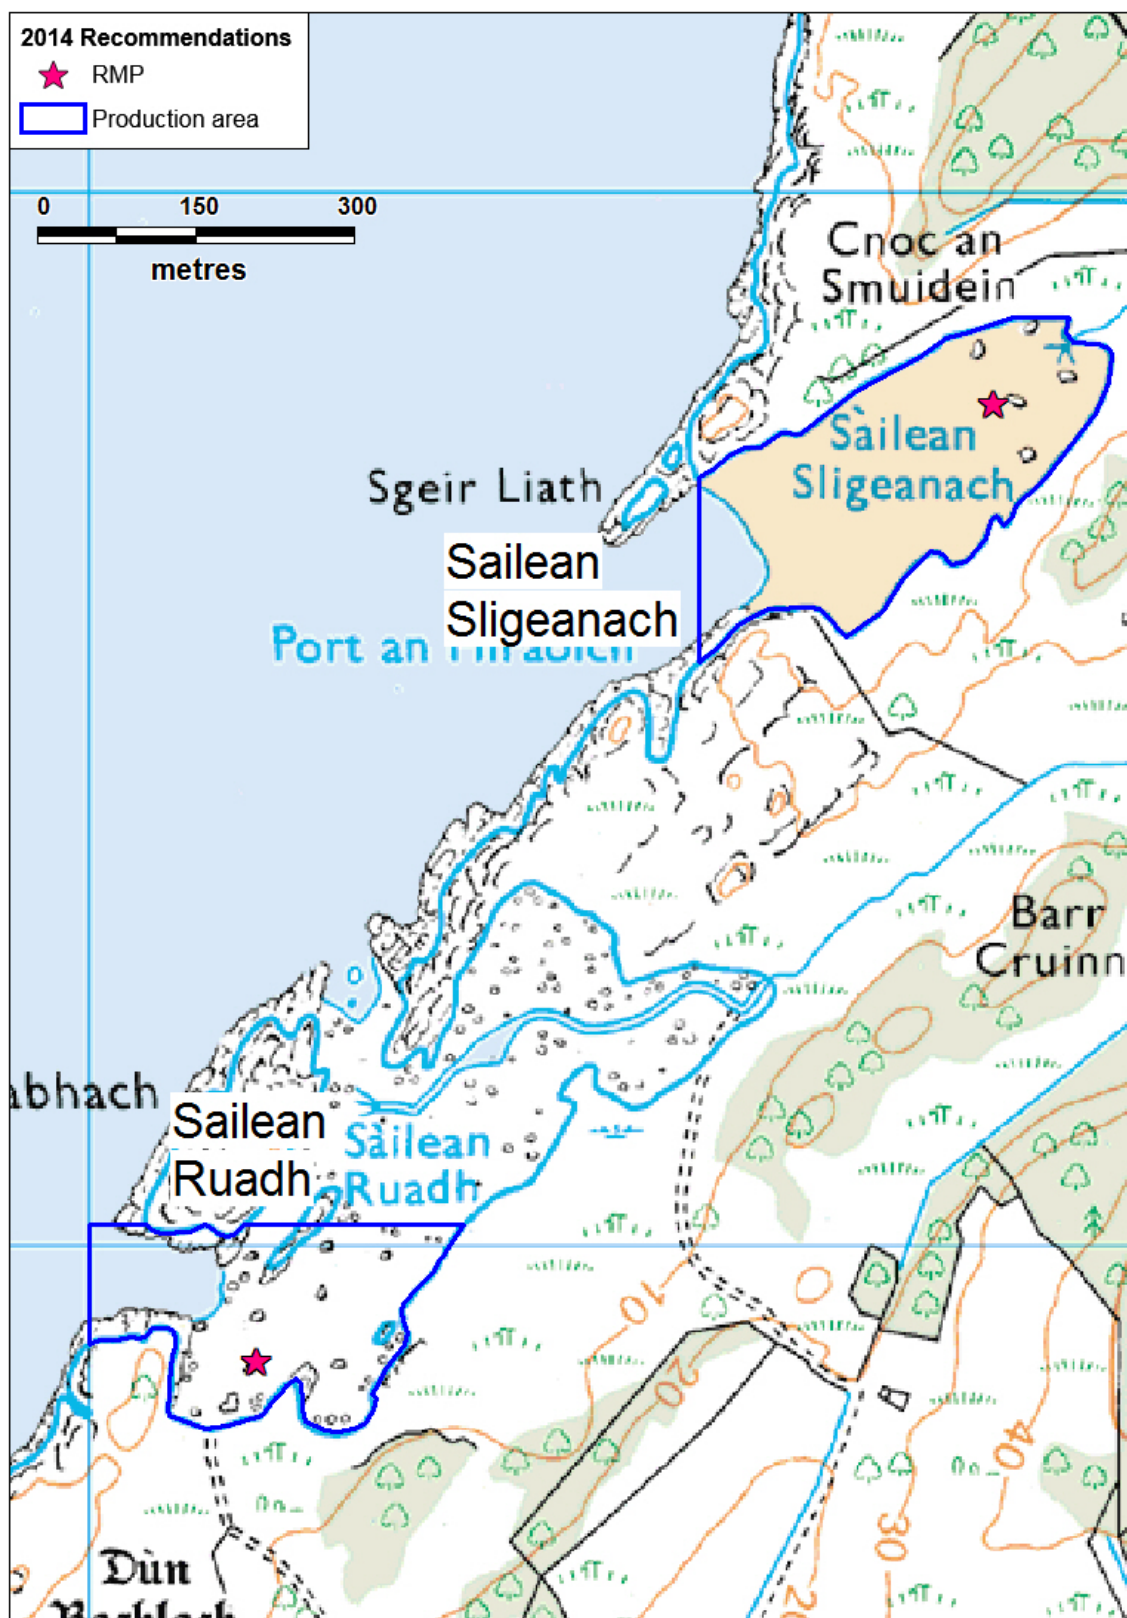 2014 Recommendations
RMP
Production area
0 150 300
metres
Cnoc an
Smuidein
Sàilean
Sligeanach
Sgeir Liath
Sailean
Sligeanach
Port an
Barr
Cruinn
abhach
Sailean
Ruadh
Sàilean
Ruadh
10
20
30
40
20
Dùn